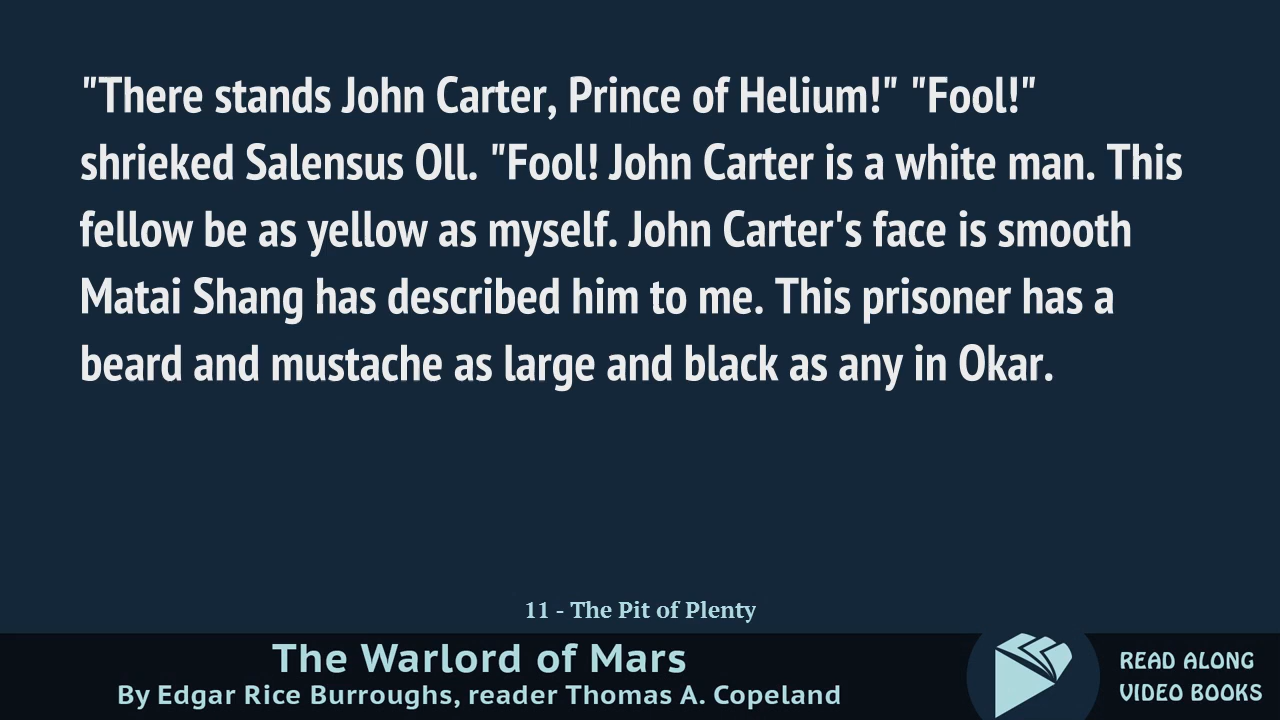 "There stands John Carter, Prince of Helium!" "Fool!"
shrieked Salensus Oll. "Fool! John Carter is a white man. This
fellow be as yellow as myself. John Carter's face is smooth
Matai Shang has described him to me. This prisoner has a
beard and mustache as large and black as any in Okar.
11 - The Pit of Plenty
The Warlord of Mars
By Edgar Rice Burroughs, reader Thomas A. Copeland
READ ALONG
VIDEO BOOKS